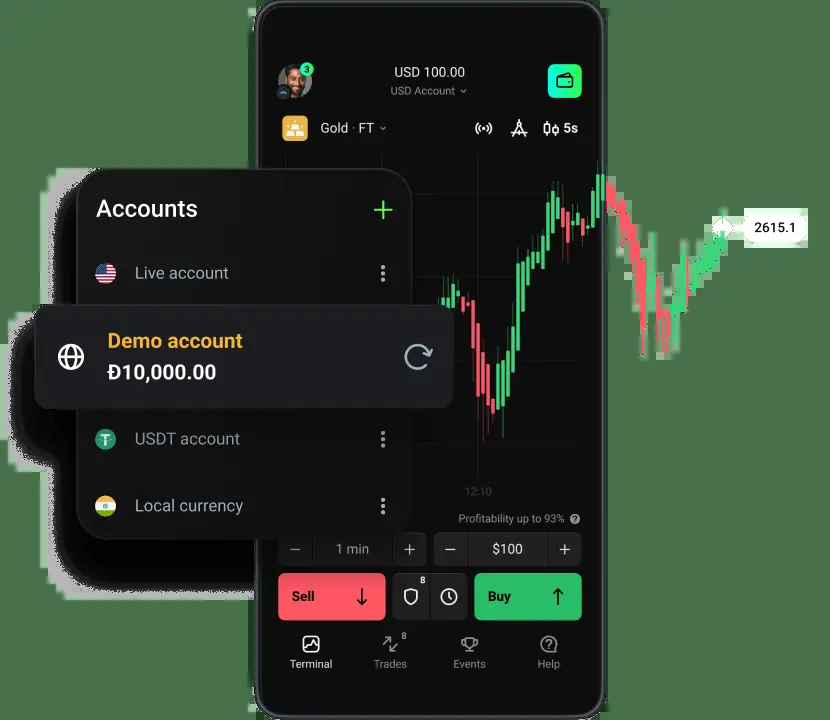 3
USD 100.00
USD Account
Gold · FT
5s
Accounts
Live account
2615.1
Demo account
Đ10,000.00
USDT account
Local currency
12:10
Profitability up to 93% ?
− 1 min + − $100 +
8
Sell
Buy
8
Terminal Trades Events Help